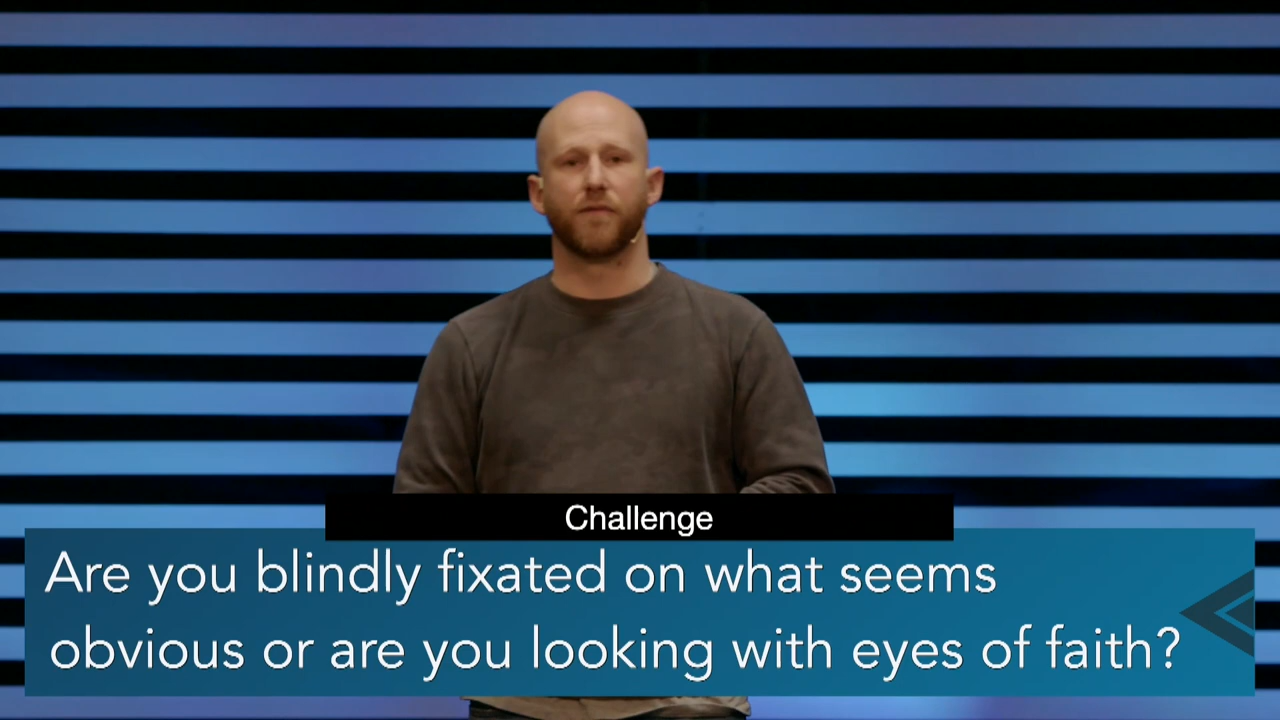 Challenge
Are you blindly fixated on what seems
obvious or are you looking with eyes of faith?